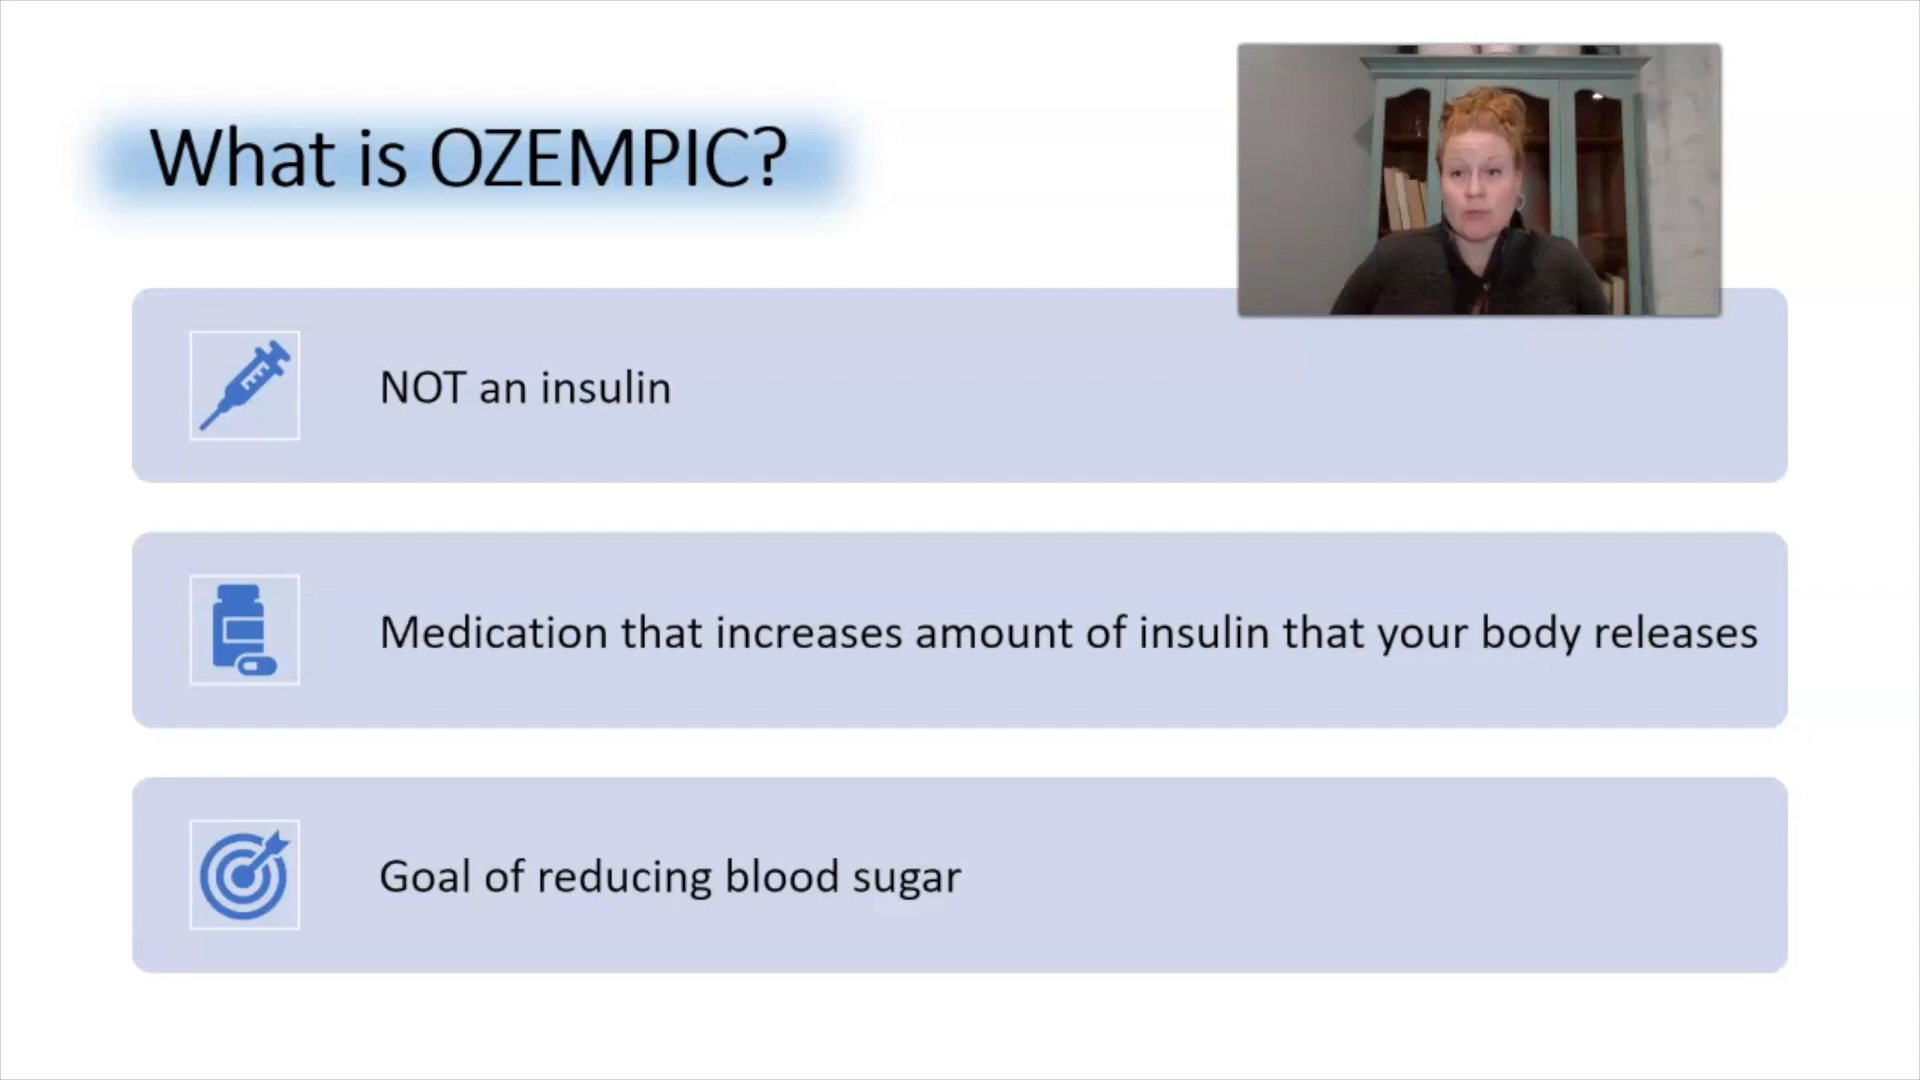 What is OZEMPIC?
NOT an insulin
Medication that increases amount of insulin that your body releases
Goal of reducing blood sugar